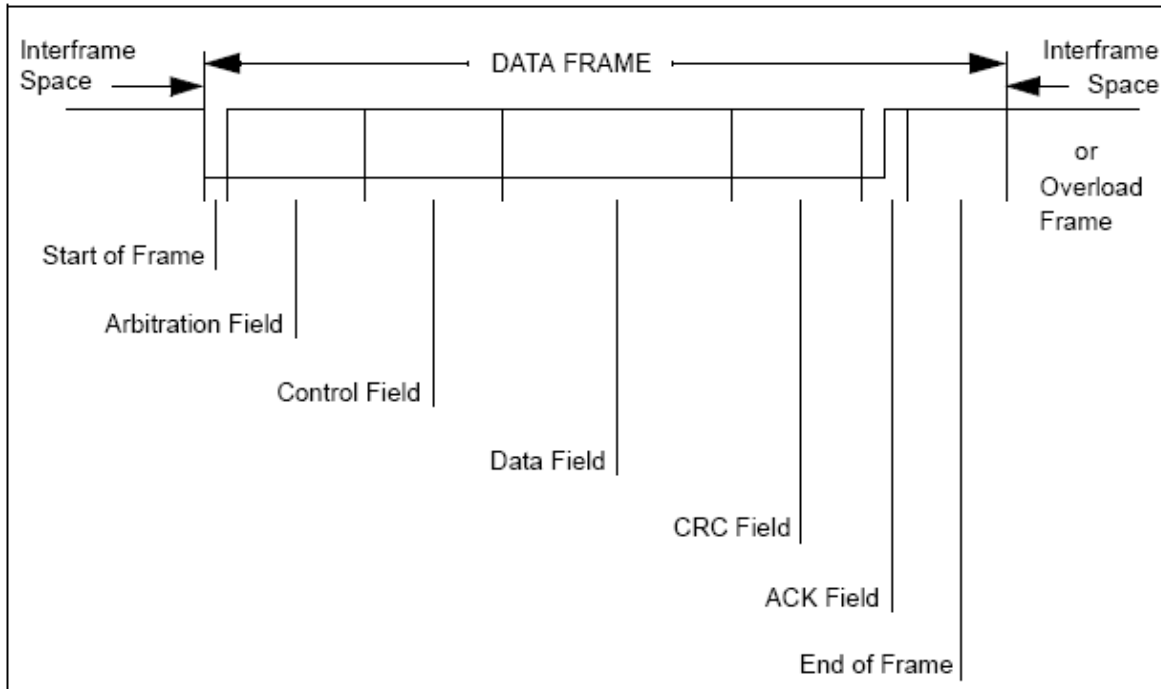 Interframe
Space
DATA FRAME
Interframe
Space
or
Overload
Frame
Start of Frame
Arbitration Field
Control Field
Data Field
CRC Field
ACK Field
End of Frame